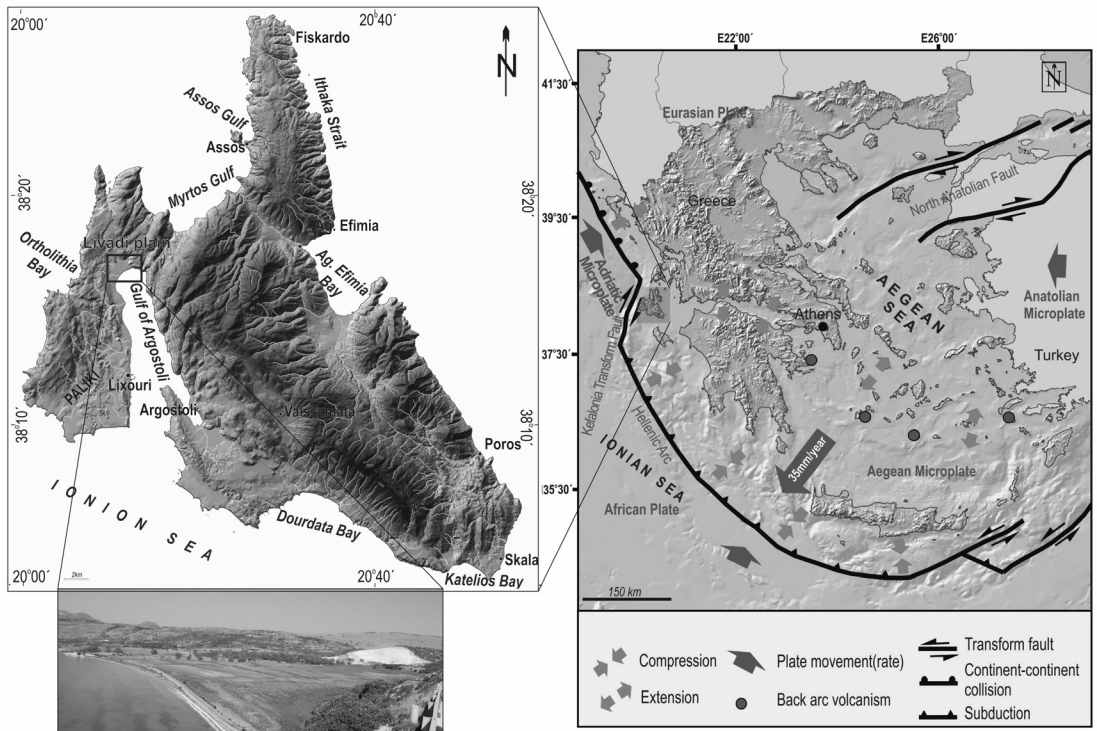 20°00´
20°40´
Fiskardo
N
Ithaka Strait
Assos Gulf
Assos
38°20´
Myrtos Gulf
38°20´
Ag. Efimia
Livadi plain
Ortholithia
Bay
Ag. Efimia
Bay
Gulf of Argostoli
PALIKI
Lixouri
Argostoli
Valssamata
38°10´
38°10´
Poros
IONION SEA
Dourdata Bay
Skala
Katelios Bay
2km
20°00´
20°40´
E22°00´
E26°00´
41°30´
N
Eurasian Plate
North Anatolian Fault
Greece
39°30´
Adriatic
Microplate
AEGEAN
SEA
Anatolian
Microplate
Athens
37°30´
Turkey
Kefalonia Transform Fault
Hellenic Arc
IONIAN SEA
35mm/year
Aegean Microplate
35°30´
African Plate
150 km
Compression
Extension
Plate movement(rate)
Back arc volcanism
Transform fault
Continent-continent
collision
Subduction